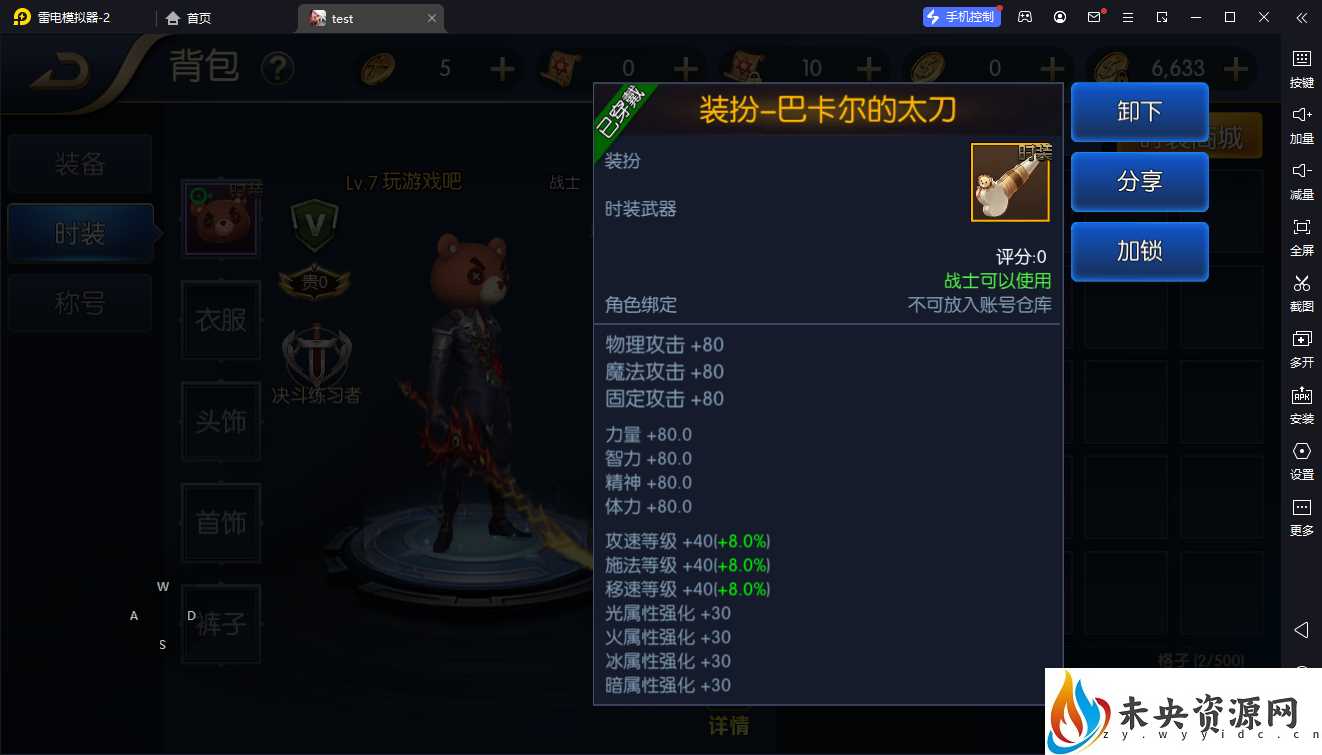 雷电模拟器-2
首页
test
手机控制
背包
?
5
0
10
0
6,633
按键
加量
减量
全屏
截图
多开
安装
设置
更多
装备
时装
称号
时装
衣服
头饰
首饰
裤子
Lv.7 玩游戏吧
战士
V
贵0
决斗练习者
W
A
D
S
已穿戴
装扮-巴卡尔的太刀
装扮
时装
时装武器
评分:0
战士可以使用
角色绑定
不可放入账号仓库
物理攻击 +80
魔法攻击 +80
固定攻击 +80
力量 +80.0
智力 +80.0
精神 +80.0
体力 +80.0
攻速等级 +40(+8.0%)
施法等级 +40(+8.0%)
移速等级 +40(+8.0%)
光属性强化 +30
火属性强化 +30
冰属性强化 +30
暗属性强化 +30
详情
卸下
时装商城
分享
加锁
格子(2/500)
未央资源网
zy.wyyidc.cn